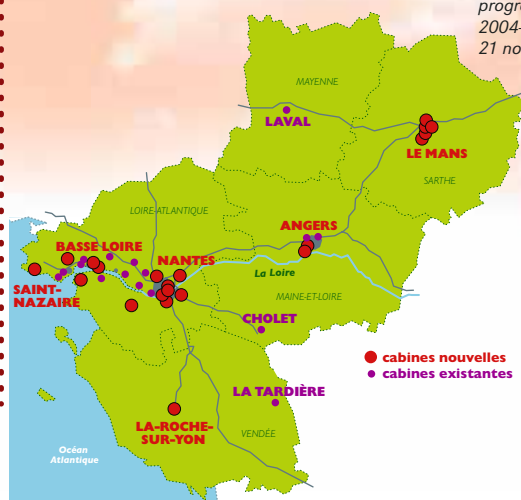 progr
2004-
21 no
MAYENNE
LAVAL
LE MANS
SARTHE
LOIRE-ATLANTIQUE
ANGERS
BASSE LOIRE
NANTES
La Loire
SAINT-
NAZAIRE
MAINE-ET-LOIRE
CHOLET
cabines nouvelles
cabines existantes
LA TARDIÈRE
LA-ROCHE-
SUR-YON
VENDÉE
Océan
Atlantique